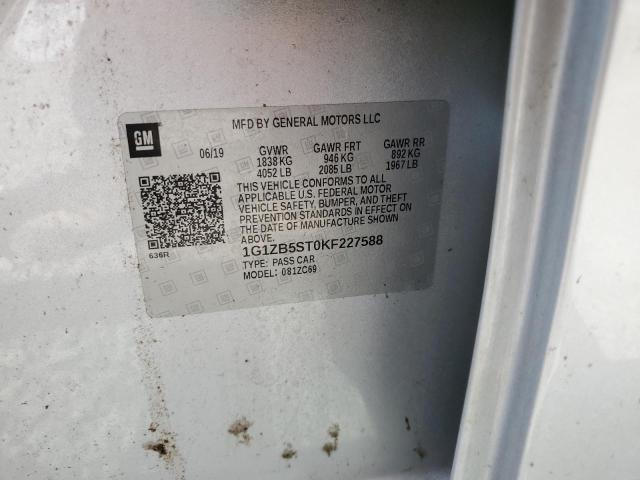 GM
MFD BY GENERAL MOTORS LLC
06/19 GVWR GAWR FRT GAWR RR
1838 KG 946 KG 892 KG
4052 LB 2085 LB 1967 LB
THIS VEHICLE CONFORMS TO ALL
APPLICABLE U.S. FEDERAL MOTOR
VEHICLE SAFETY, BUMPER, AND THEFT
PREVENTION STANDARDS IN EFFECT ON
THE DATE OF MANUFACTURE SHOWN
ABOVE.
636R
1G1ZB5ST0KF227588
TYPE: PASS CAR
MODEL: 081ZC69